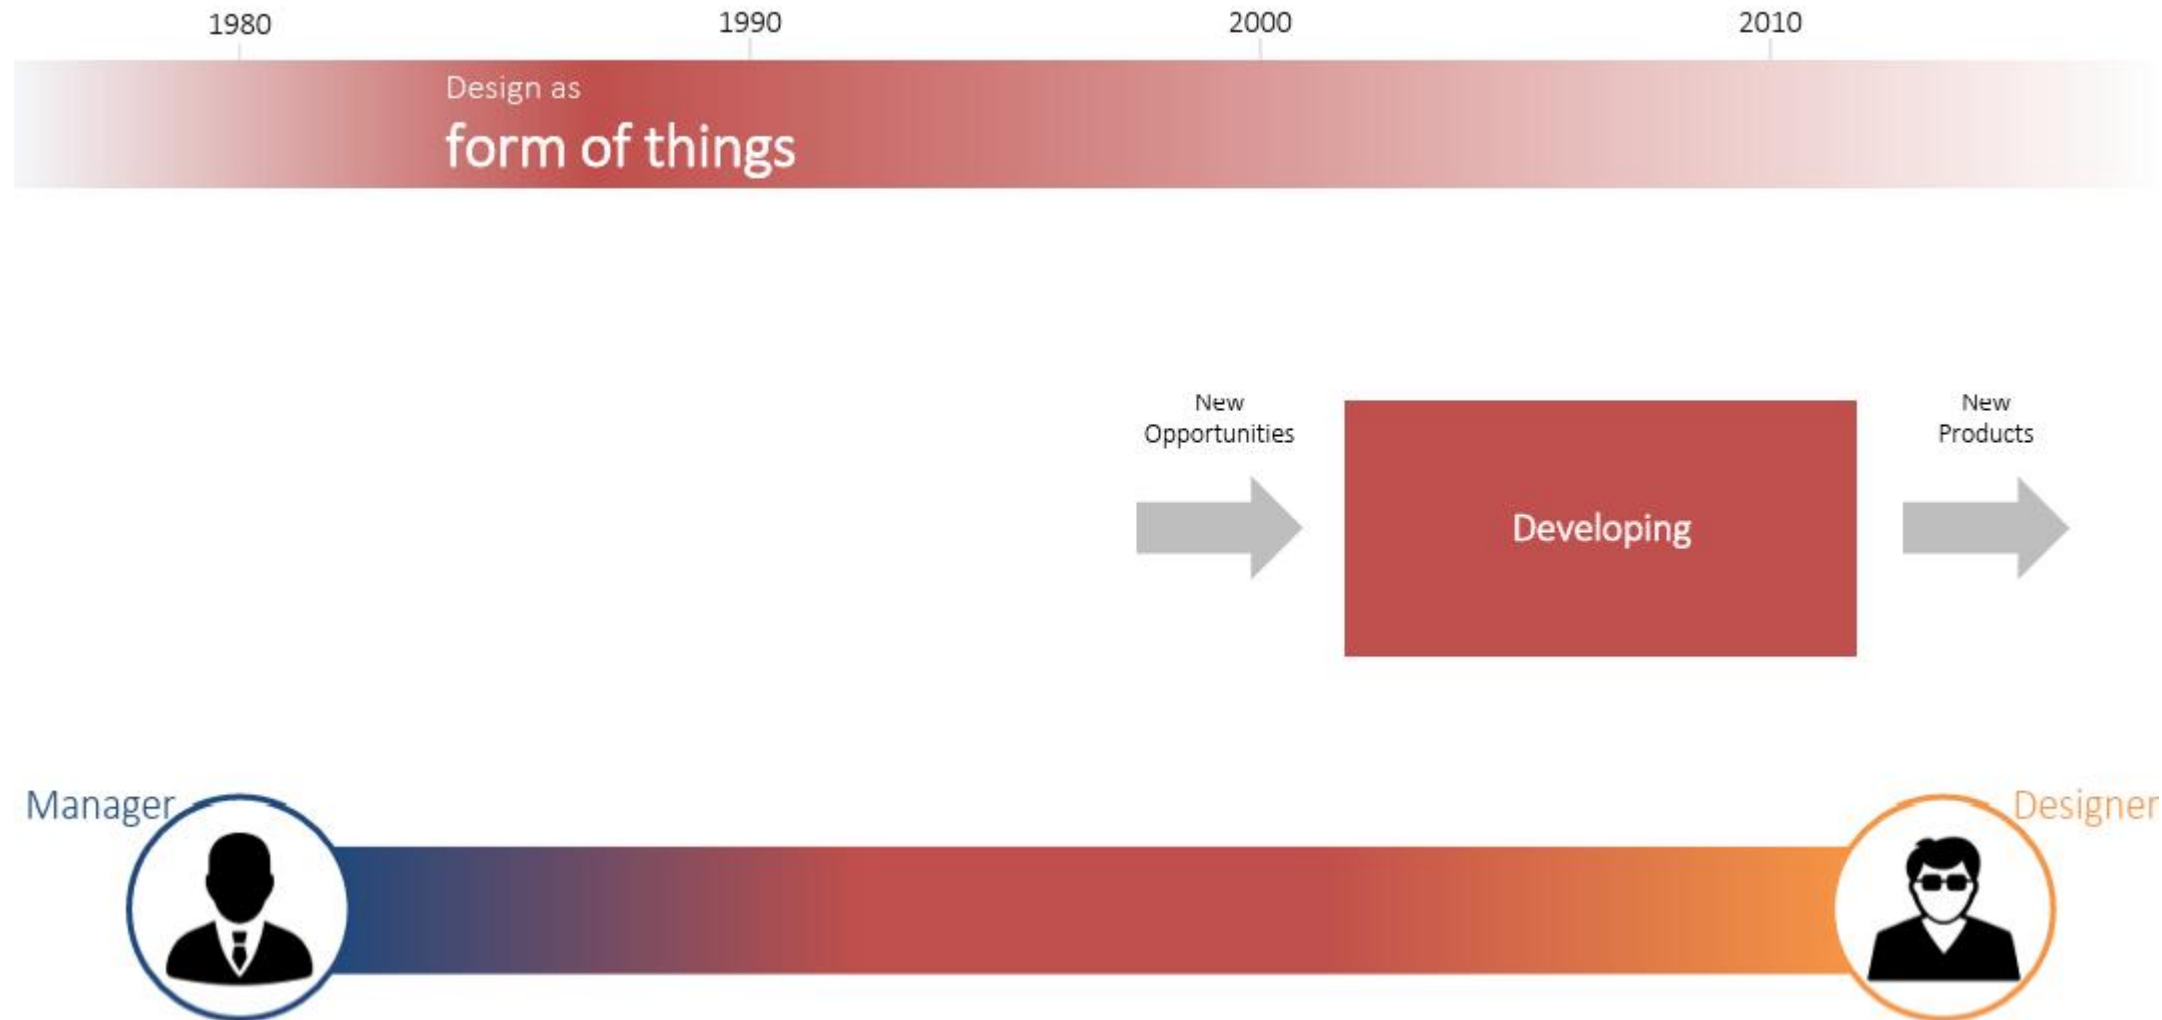 1980
1990
2000
2010
Design as
form of things
New
Opportunities
Developing
New
Products
Manager
Designer